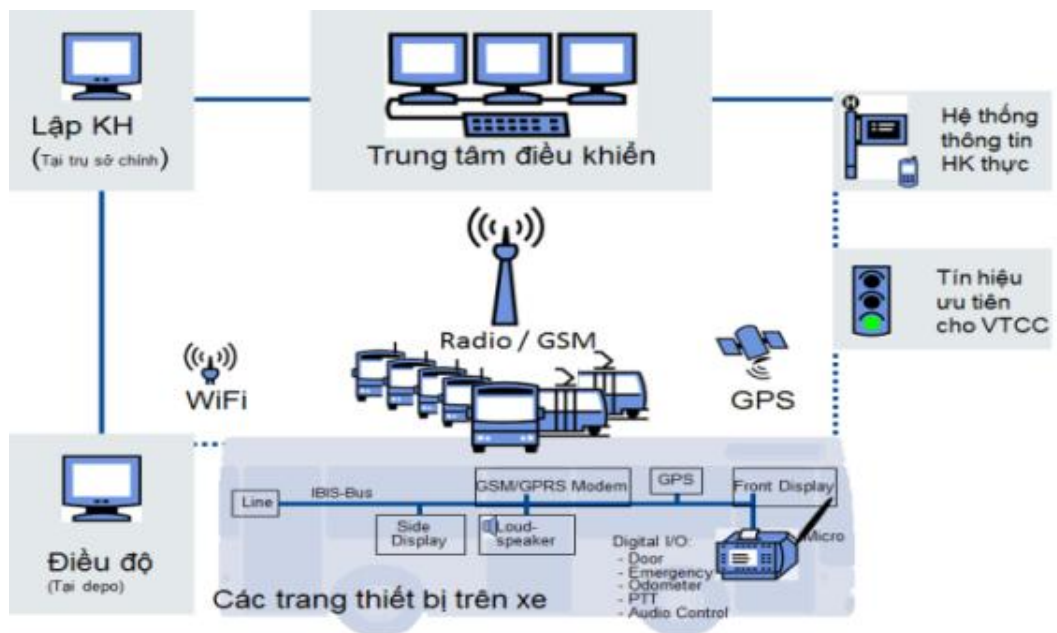 Lập KH
(Tại trụ sở chính)
Trung tâm điều khiển
Hệ thống
thông tin
HK thực
Tín hiệu
ưu tiên
cho VTCC
Radio / GSM
WiFi
GPS
Điều độ
(Tại depo)
Line
IBIS-Bus
GSM/GPRS Modem
GPS
Front Display
Side
Display
Loud-
speaker
Micro
Digital I/O:
- Door
- Emergency
- Odometer
- PTT
- Audio Control
Các trang thiết bị trên xe
H